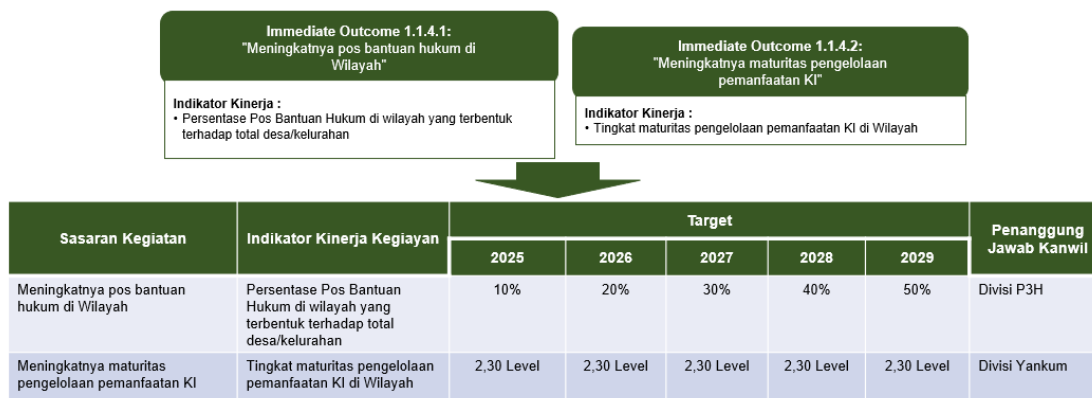 Immediate Outcome 1.1.4.1:
"Meningkatnya pos bantuan hukum di
Wilayah"
Indikator Kinerja :
• Persentase Pos Bantuan Hukum di wilayah yang terbentuk
terhadap total desa/kelurahan
Immediate Outcome 1.1.4.2:
"Meningkatnya maturitas pengelolaan
pemanfaatan KI"
Indikator Kinerja :
• Tingkat maturitas pengelolaan pemanfaatan KI di Wilayah
Sasaran Kegiatan
Indikator Kinerja Kegiayan
Target
Penanggung
Jawab Kanwil
2025
2026
2027
2028
2029
Meningkatnya pos bantuan
hukum di Wilayah
Persentase Pos Bantuan
Hukum di wilayah yang
terbentuk terhadap total
desa/kelurahan
10%
20%
30%
40%
50%
Divisi P3H
Meningkatnya maturitas
pengelolaan pemanfaatan KI
Tingkat maturitas pengelolaan
pemanfaatan KI di Wilayah
2,30 Level
2,30 Level
2,30 Level
2,30 Level
2,30 Level
Divisi Yankum